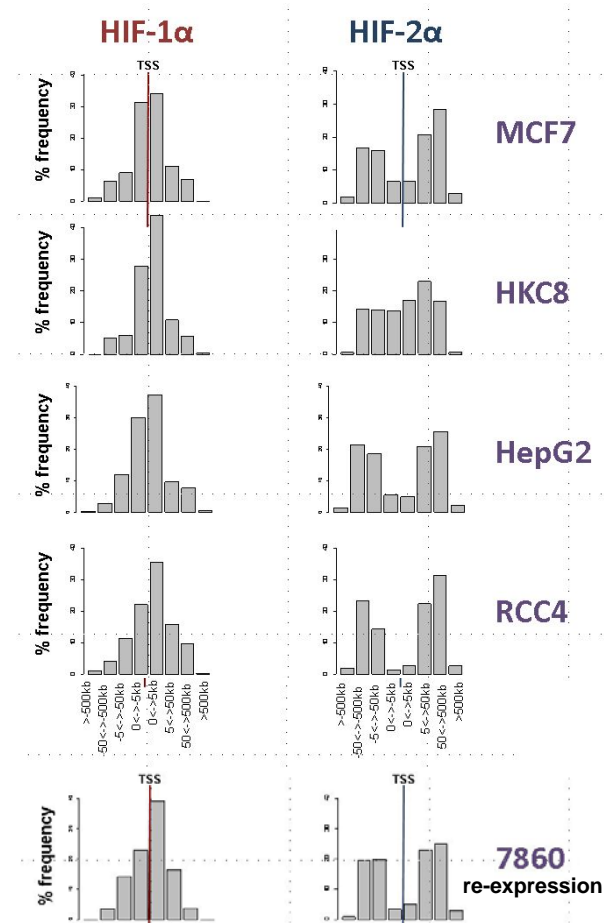 HIF-1α HIF-2α
TSS TSS
% frequency
MCF7
% frequency
HKC8
% frequency
HepG2
% frequency
RCC4
>-500kb
-50<->-500kb
-5<->-50kb
0<->-5kb
0<->5kb
5<->50kb
50<->500kb
>500kb
>-500kb
-50<->-500kb
-5<->-50kb
0<->-5kb
0<->5kb
5<->50kb
50<->500kb
>500kb
TSS TSS
% frequency
7860
re-expression